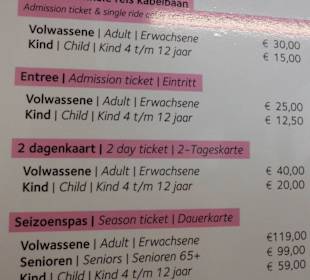 reis kabelbaan
Admission ticket & single ride
Volwassene | Adult | Erwachsene € 30,00
Kind | Child | Kind 4 t/m 12 jaar € 15,00
Entree | Admission ticket | Eintritt
Volwassene | Adult | Erwachsene € 25,00
Kind | Child | Kind 4 t/m 12 jaar € 12,50
2 dagenkaart | 2 day ticket | 2-Tageskarte
Volwassene | Adult | Erwachsene € 40,00
Kind | Child | Kind 4 t/m 12 jaar € 20,00
Seizoenspas | Season ticket | Dauerkarte
Volwassene | Adult | Erwachsene €119,00
Senioren | Seniors | Senioren 65+ € 99,00
Kind | Child | Kind 4 t/m 12 jaar € 59,00